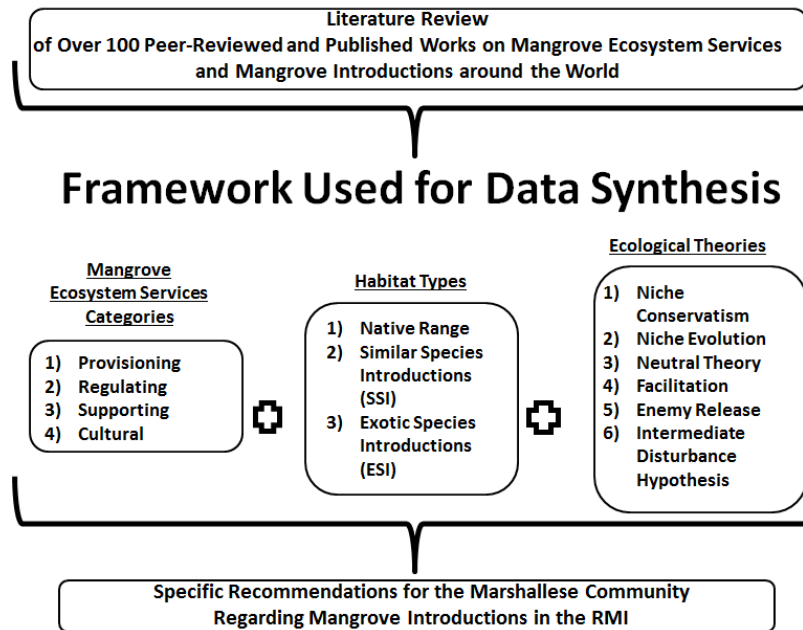 Literature Review
of Over 100 Peer-Reviewed and Published Works on Mangrove Ecosystem Services
and Mangrove Introductions around the World
Framework Used for Data Synthesis
Mangrove
Ecosystem Services
Categories
1) Provisioning
2) Regulating
3) Supporting
4) Cultural
Habitat Types
1) Native Range
2) Similar Species
Introductions
(SSI)
3) Exotic Species
Introductions
(ESI)
Ecological Theories
1) Niche
Conservatism
2) Niche Evolution
3) Neutral Theory
4) Facilitation
5) Enemy Release
6) Intermediate
Disturbance
Hypothesis
Specific Recommendations for the Marshallese Community
Regarding Mangrove Introductions in the RMI